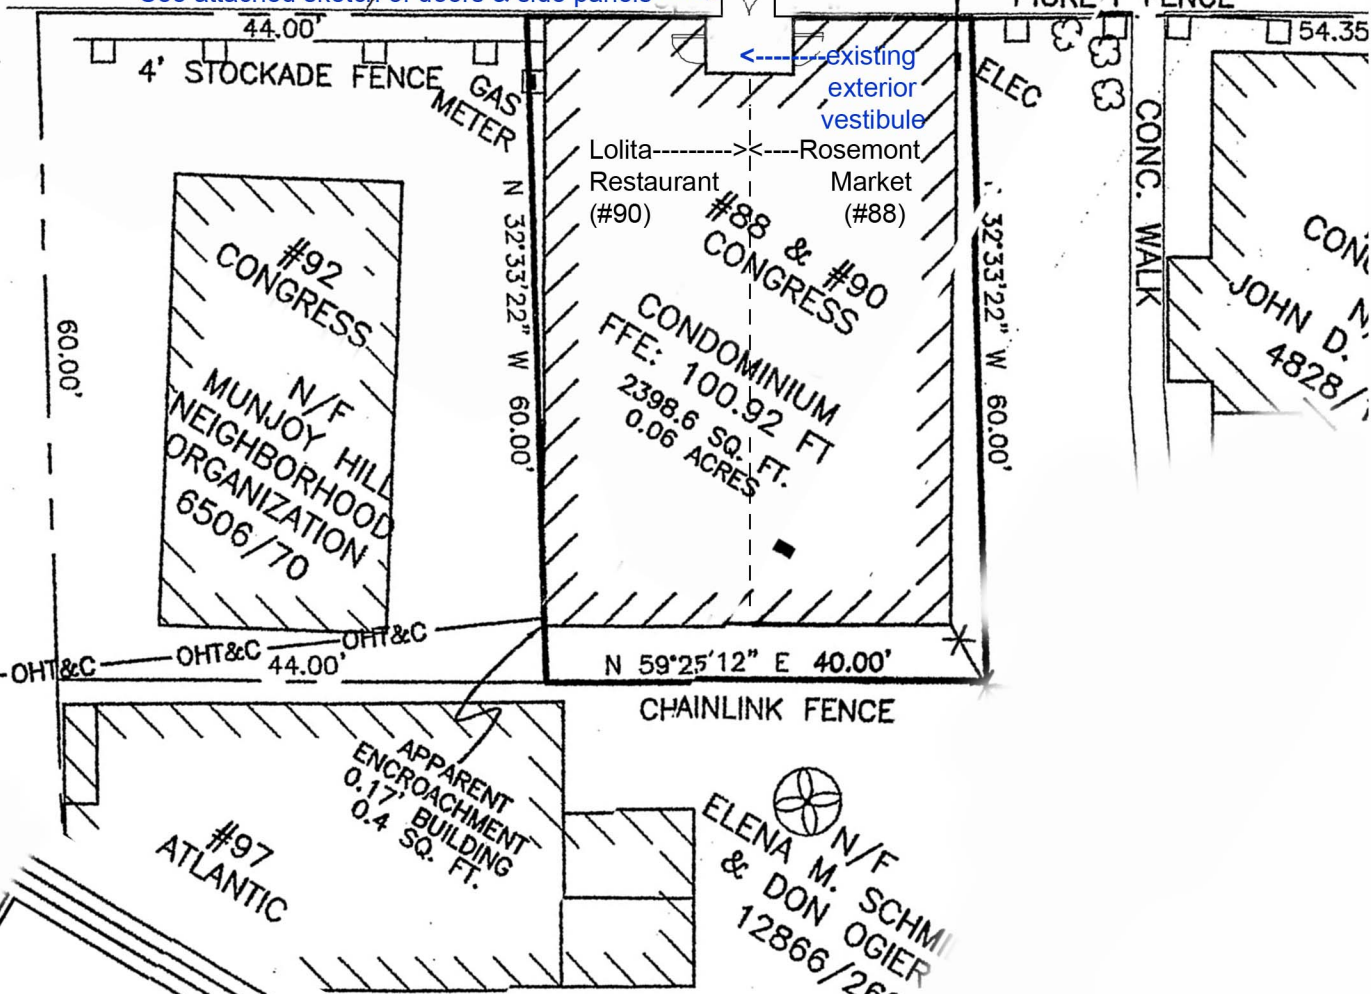 44.00'
54.35
4' STOCKADE FENCE
GAS
METER
<-------existing
exterior
vestibule
ELEC
CONC. WALK
Lolita--------->
Restaurant
(#90)
<----Rosemont
Market
(#88)
N 32°33'22" W 60.00'
32°33'22" W 60.00'
60.00'
#92
CONGRESS
N/F
MUNJOY HILL
NEIGHBORHOOD
ORGANIZATION
6506/70
#88 & #90
CONGRESS
CONDOMINIUM
FFE: 100.92 FT
2398.6 SQ. FT.
0.06 ACRES
JOHN D.
4828/
OHT&C OHT&C OHT&C
44.00'
N 59°25'12" E 40.00'
CHAINLINK FENCE
APPARENT
ENCROACHMENT
0.17' BUILDING
0.4 SQ. FT.
#97
ATLANTIC
N/F
ELENA M.
& DON OGIER
12866/